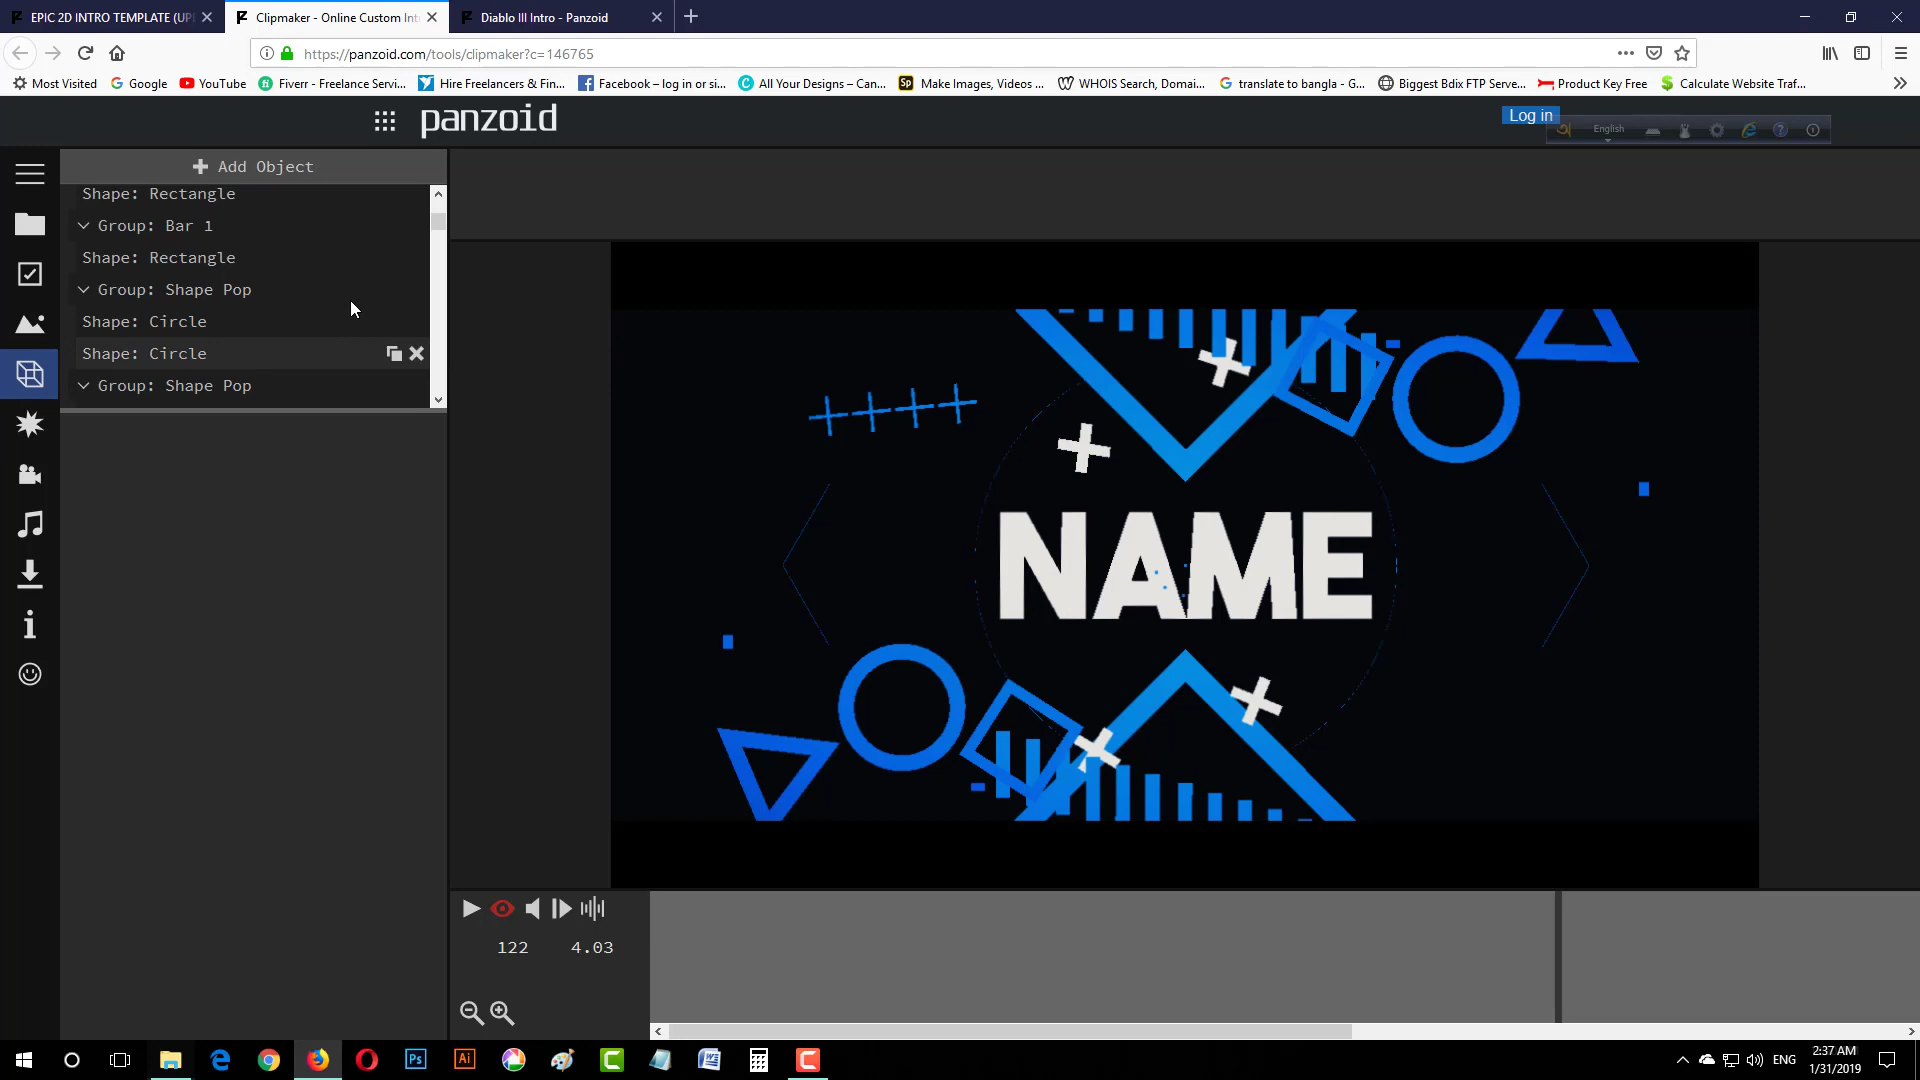 EPIC 2D INTRO TEMPLATE (UP
Clipmaker - Online Custom Int
Diablo III Intro - Panzoid
https://panzoid.com/tools/clipmaker?c=146765
Most Visited
Google
YouTube
Fiverr - Freelance Servi...
Hire Freelancers & Fin...
Facebook – log in or si...
All Your Designs – Can...
Make Images, Videos ...
WHOIS Search, Domai...
translate to bangla - G...
Biggest Bdix FTP Serve...
Product Key Free
Calculate Website Traf...
panzoid
Log in
English
Add Object
Shape: Rectangle
Group: Bar 1
Shape: Rectangle
Group: Shape Pop
Shape: Circle
Shape: Circle
Group: Shape Pop
NAME
122
4.03
ENG
2:37 AM
1/31/2019